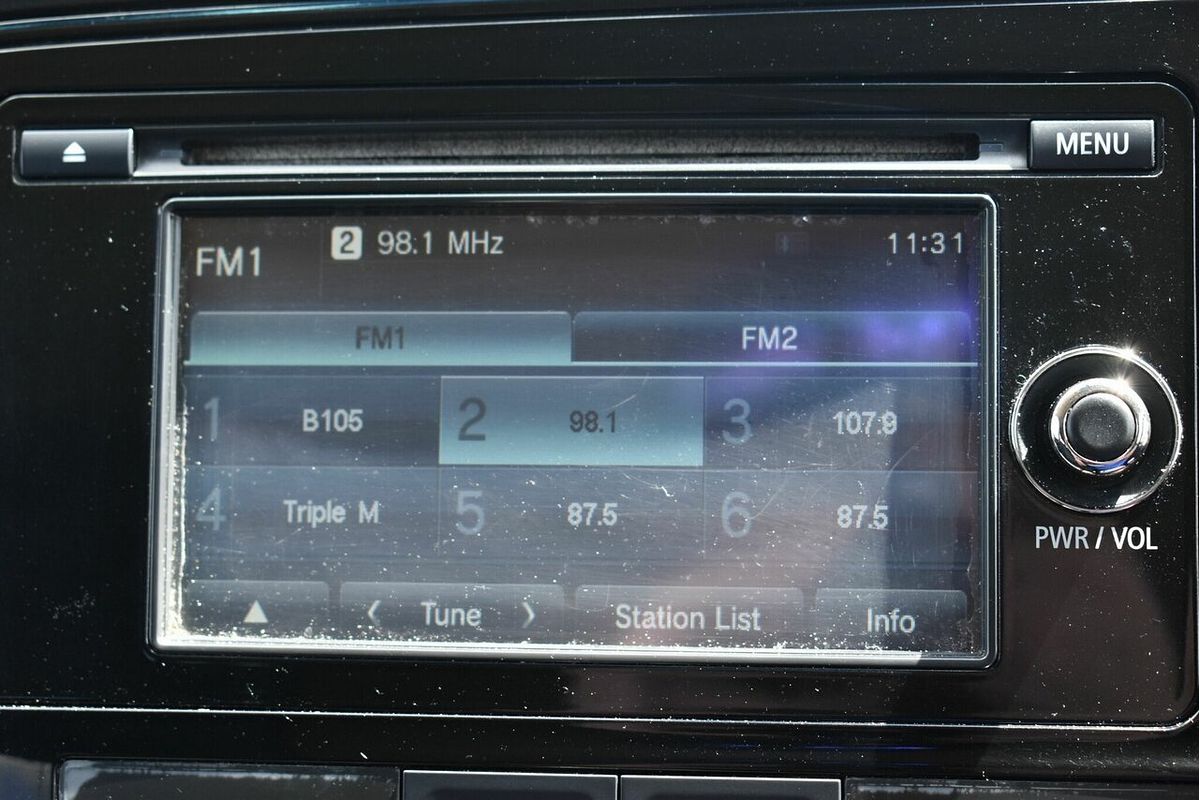 MENU
2 98.1 MHz 11:31
FM1
FM1 FM2
1 B105 2 98.1 3 107.9
4 Triple M 5 87.5 6 87.5
Tune Station List Info
PWR / VOL